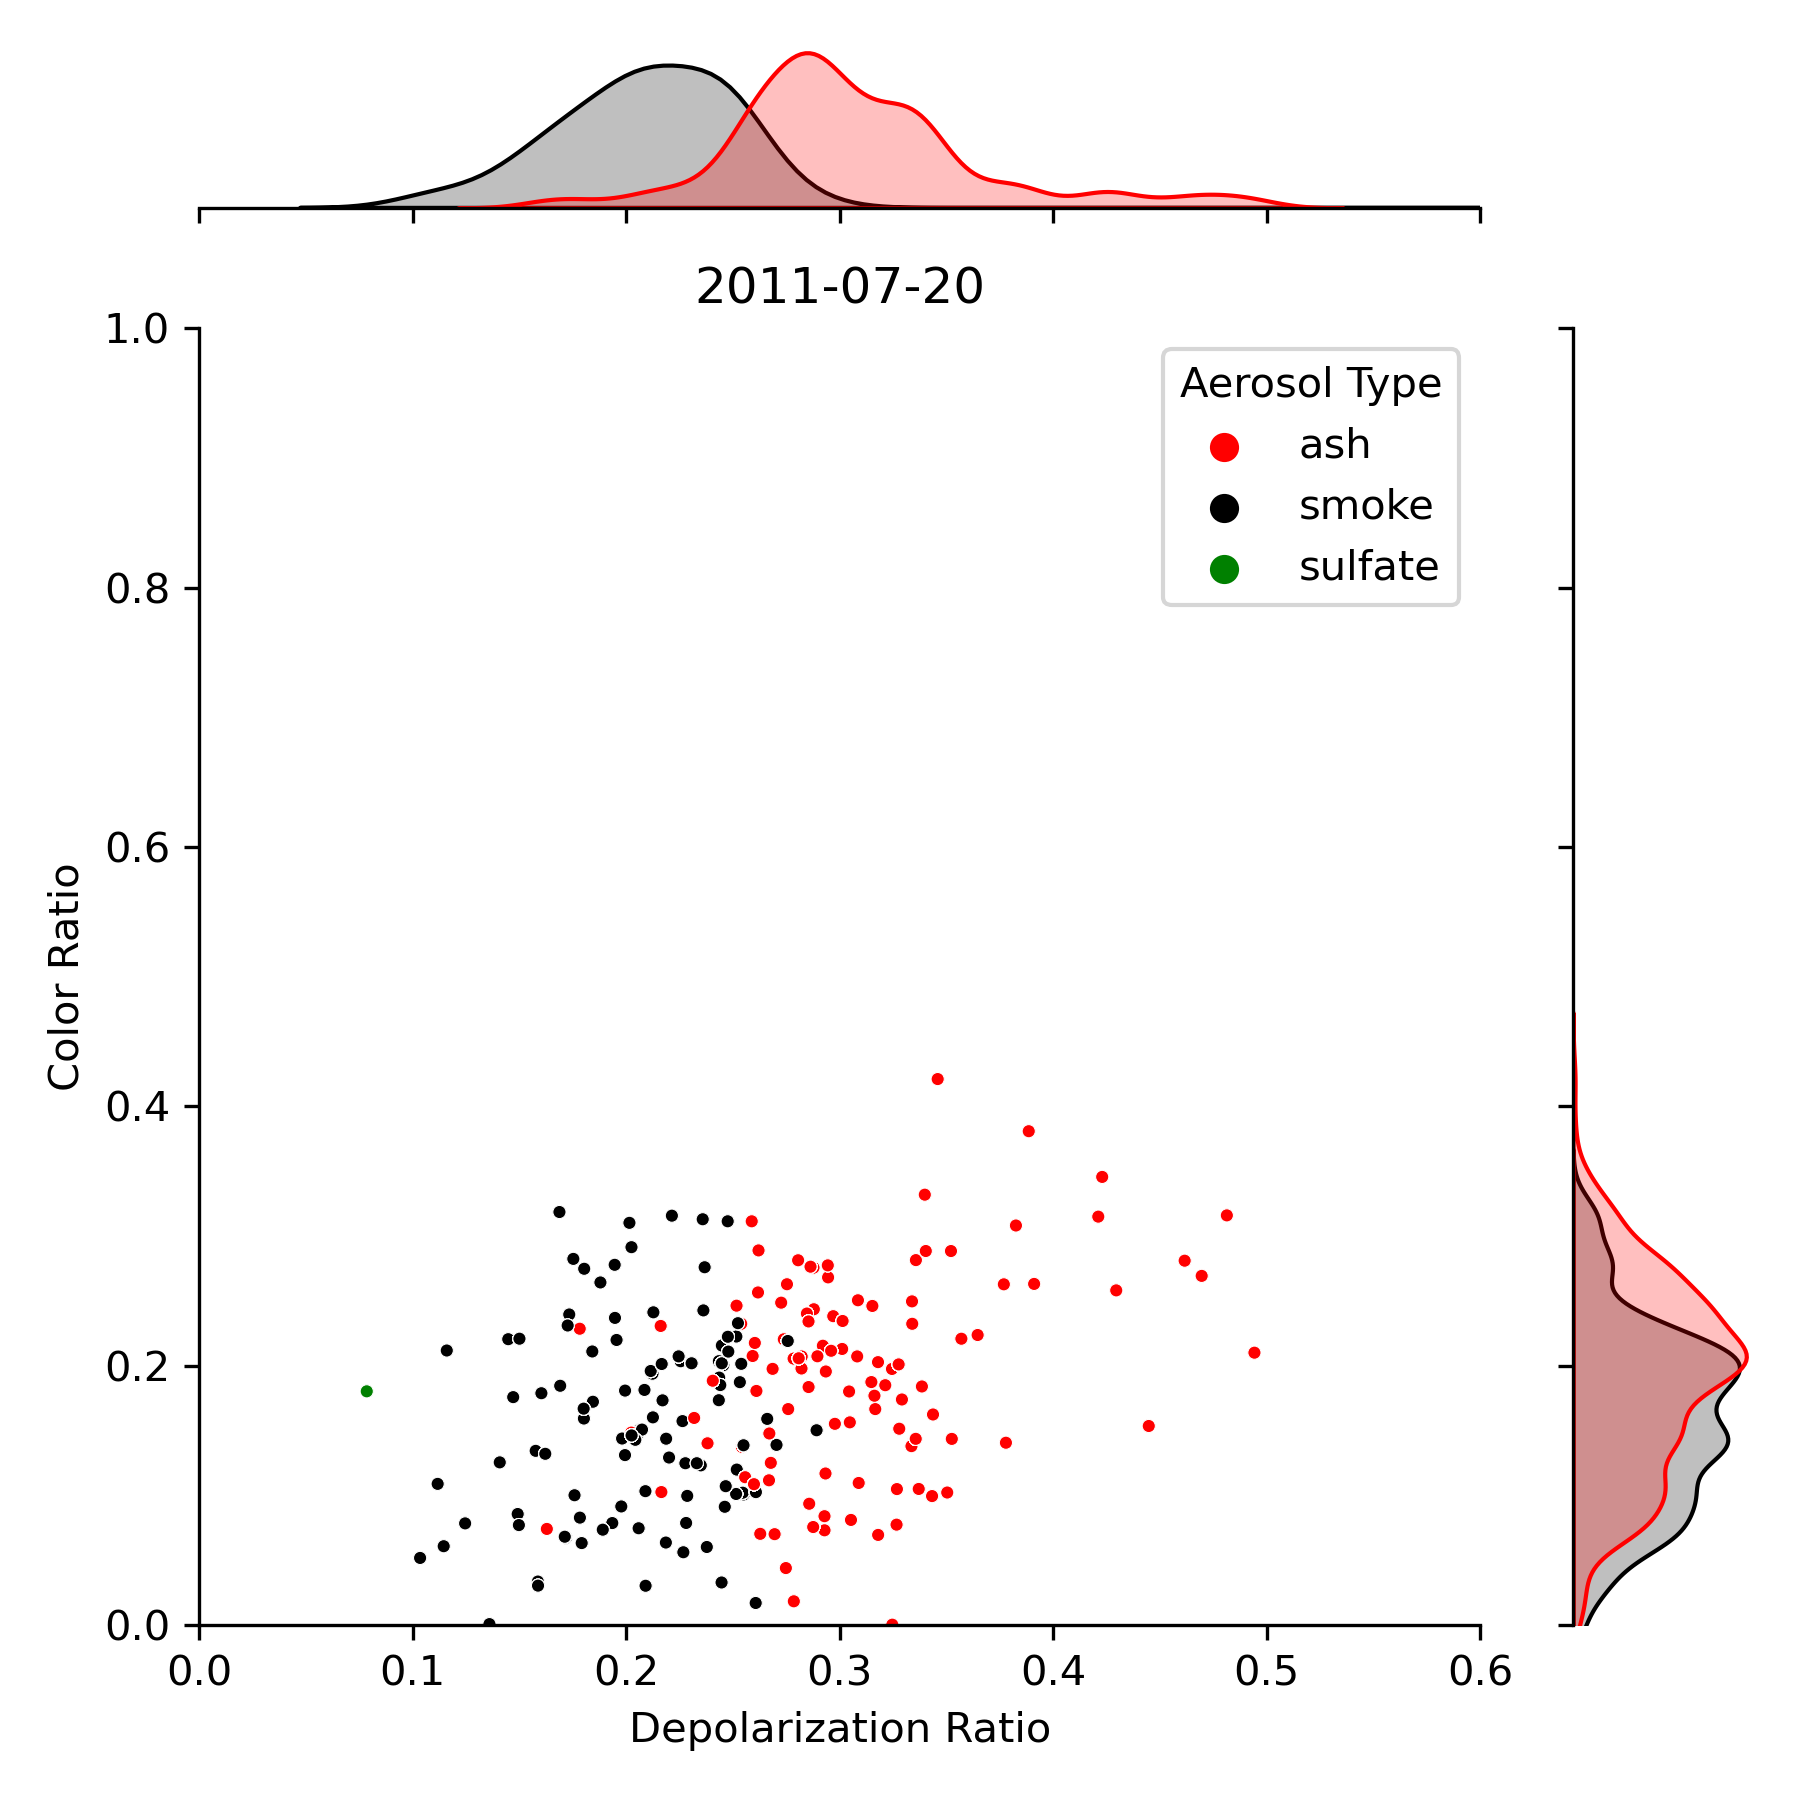 2011-07-20
1.0
Aerosol Type
ash
smoke
sulfate
0.8
0.6
Color Ratio
0.4
0.2
0.0
0.0 0.1 0.2 0.3 0.4 0.5 0.6
Depolarization Ratio